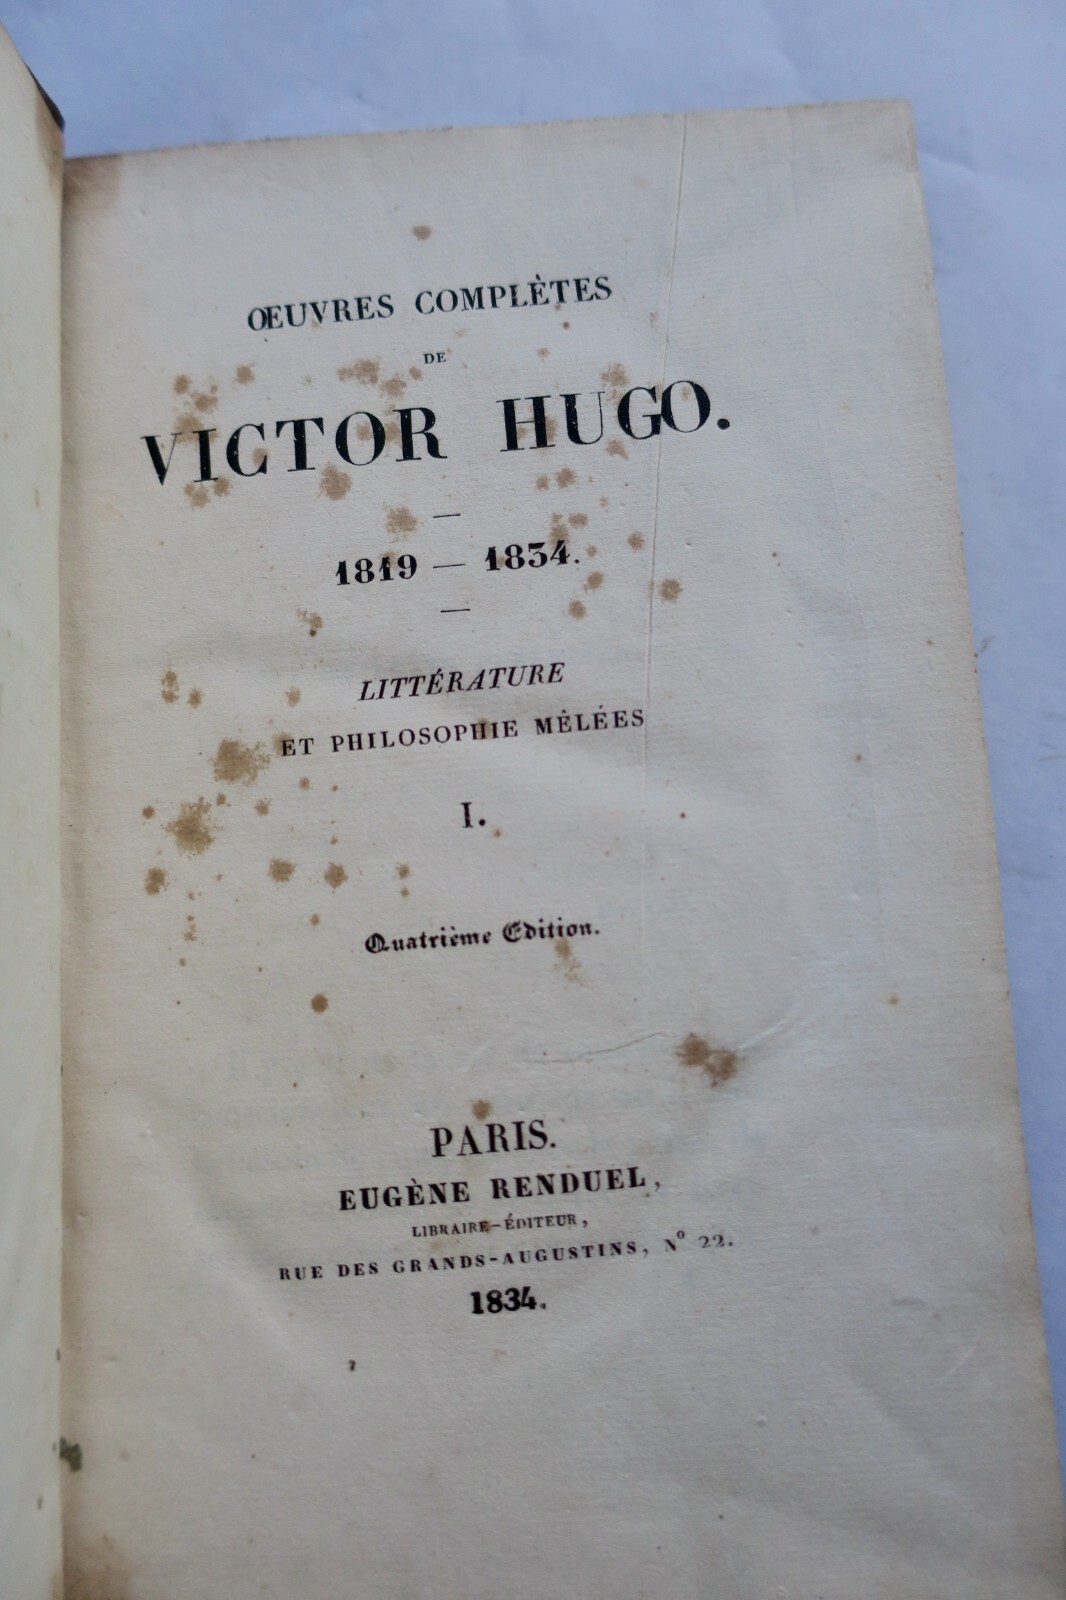 ŒUVRES COMPLÈTES
DE
VICTOR HUGO.
—
1819 — 1834.
—
LITTÉRATURE
ET PHILOSOPHIE MÊLÉES
I.
Quatrième Edition.
PARIS.
EUGÈNE RENDUEL,
LIBRAIRE-ÉDITEUR,
RUE DES GRANDS-AUGUSTINS, Nº 22.
1834.